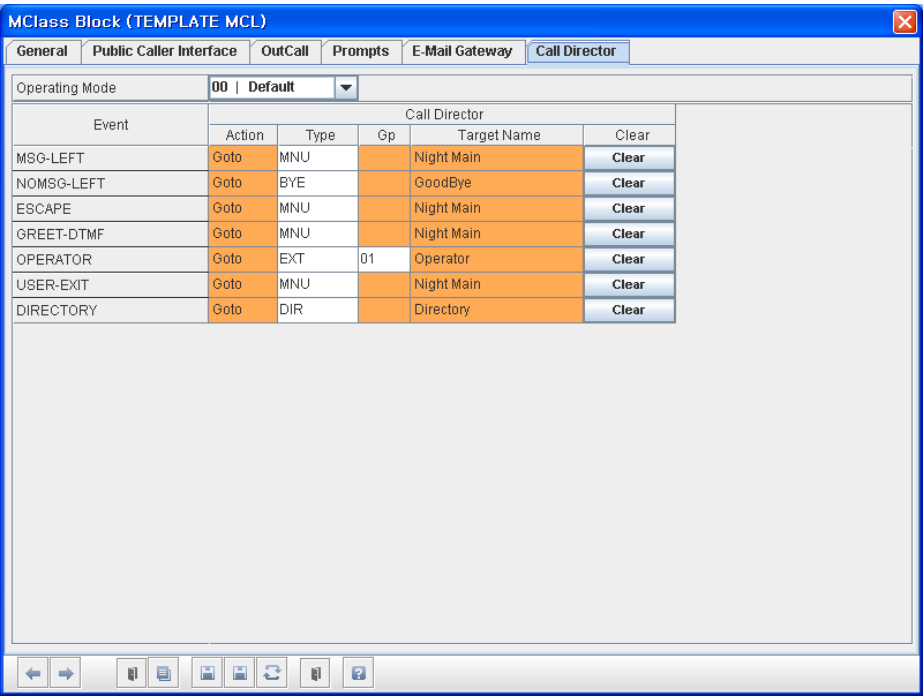 MClass Block (TEMPLATE MCL)
General Public Caller Interface OutCall Prompts E-Mail Gateway Call Director
Operating Mode 00 | Default
Event Call Director
Action Type Gp Target Name Clear
MSG-LEFT Goto MNU Night Main Clear
NOMSG-LEFT Goto BYE GoodBye Clear
ESCAPE Goto MNU Night Main Clear
GREET-DTMF Goto MNU Night Main Clear
OPERATOR Goto EXT 01 Operator Clear
USER-EXIT Goto MNU Night Main Clear
DIRECTORY Goto DIR Directory Clear